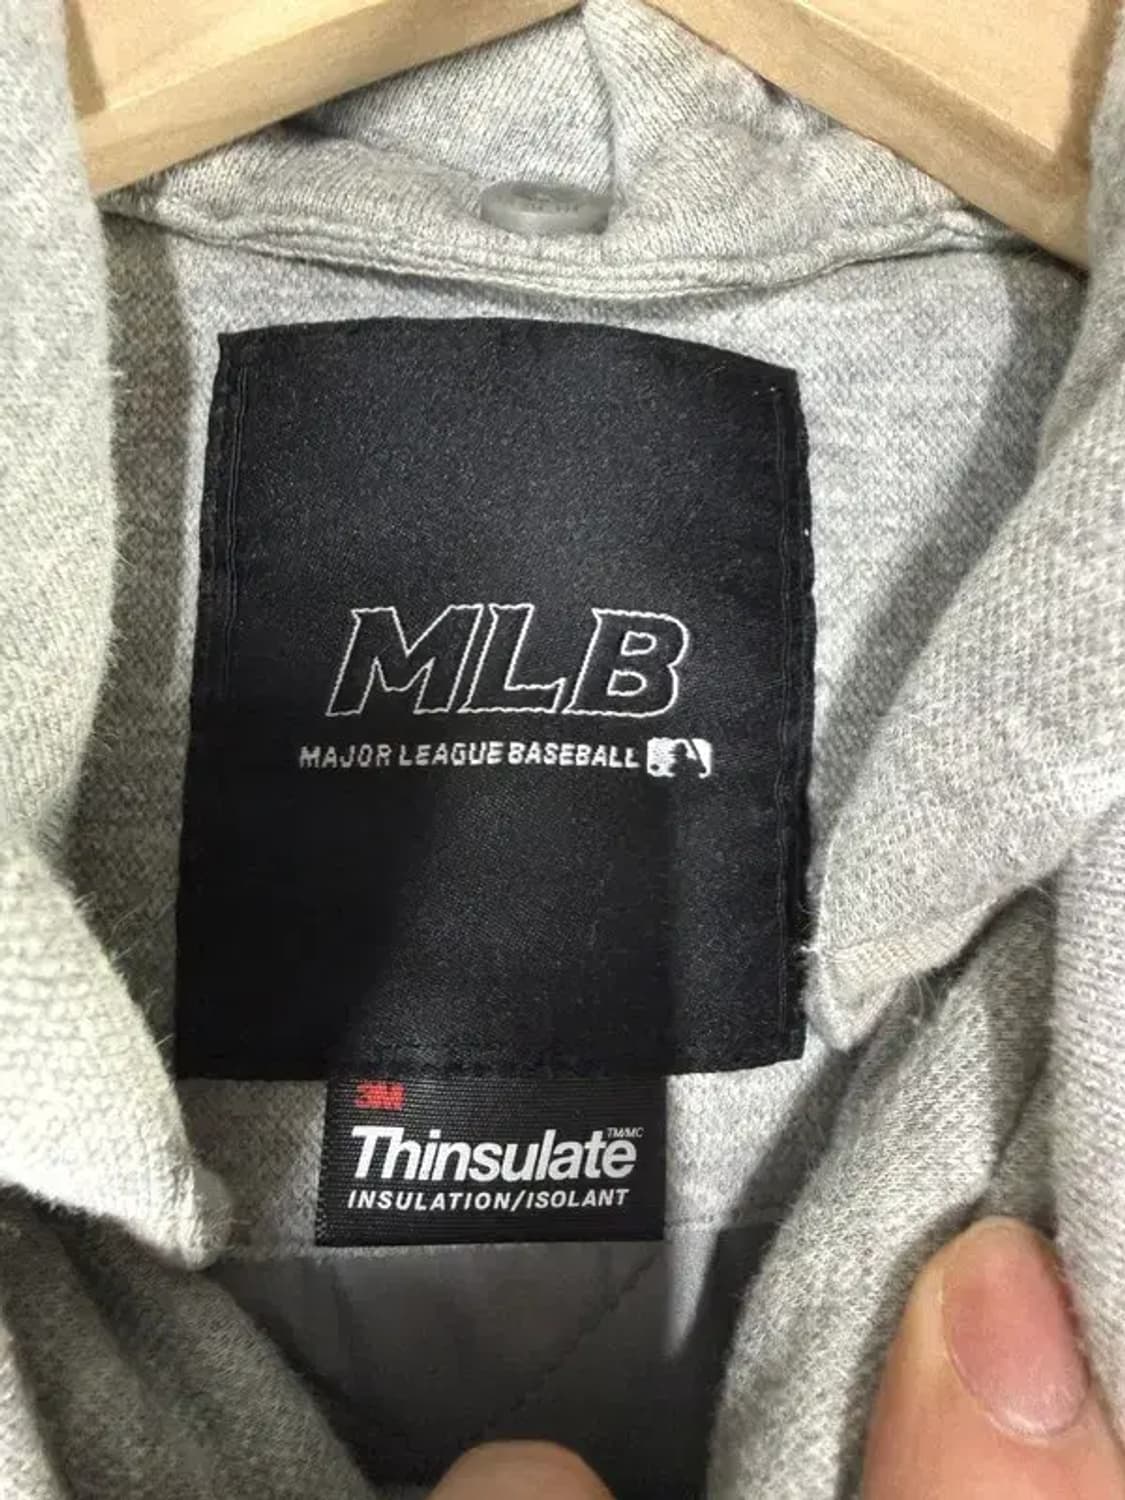 MLB
MAJOR LEAGUE BASEBALL
3M
Thinsulate TM/MC
INSULATION/ISOLANT